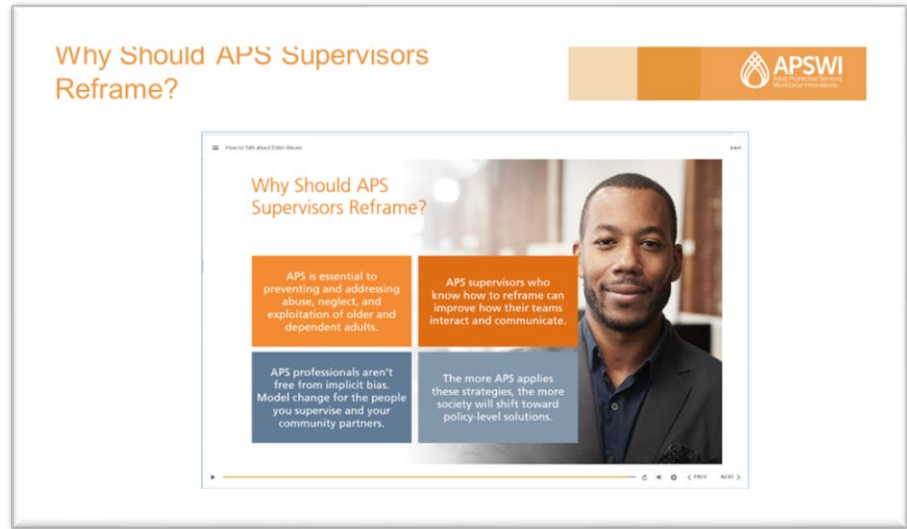 Why Should APS Supervisors
Reframe?
APSWI
Adult Protective Services
Workforce Innovations
How to Talk about Elder Abuse
EXIT
Why Should APS
Supervisors Reframe?
APS is essential to
preventing and addressing
abuse, neglect, and
exploitation of older and
dependent adults.
APS supervisors who
know how to reframe can
improve how their teams
interact and communicate.
APS professionals aren't
free from implicit bias.
Model change for the people
you supervise and your
community partners.
The more APS applies
these strategies, the more
society will shift toward
policy-level solutions.
< PREV
NEXT >